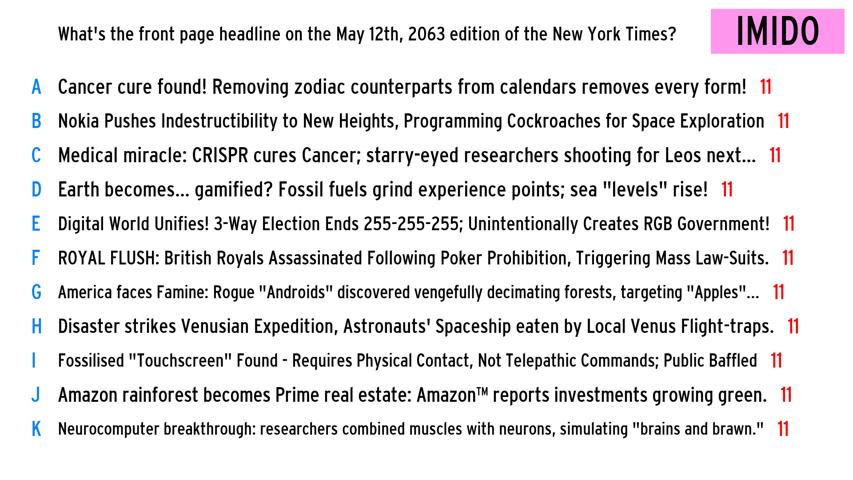 What's the front page headline on the May 12th, 2063 edition of the New York Times?
IMIDO
A Cancer cure found! Removing zodiac counterparts from calendars removes every form! 11
B Nokia Pushes Indestructibility to New Heights, Programming Cockroaches for Space Exploration 11
C Medical miracle: CRISPR cures Cancer; starry-eyed researchers shooting for Leos next... 11
D Earth becomes... gamified? Fossil fuels grind experience points; sea "levels" rise! 11
E Digital World Unifies! 3-Way Election Ends 255-255-255; Unintentionally Creates RGB Government! 11
F ROYAL FLUSH: British Royals Assassinated Following Poker Prohibition, Triggering Mass Law-Suits. 11
G America faces Famine: Rogue "Androids" discovered vengefully decimating forests, targeting "Apples"... 11
H Disaster strikes Venusian Expedition, Astronauts' Spaceship eaten by Local Venus Flight-traps. 11
I Fossilised "Touchscreen" Found - Requires Physical Contact, Not Telepathic Commands; Public Baffled 11
J Amazon rainforest becomes Prime real estate: Amazon™ reports investments growing green. 11
K Neurocomputer breakthrough: researchers combined muscles with neurons, simulating "brains and brawn." 11